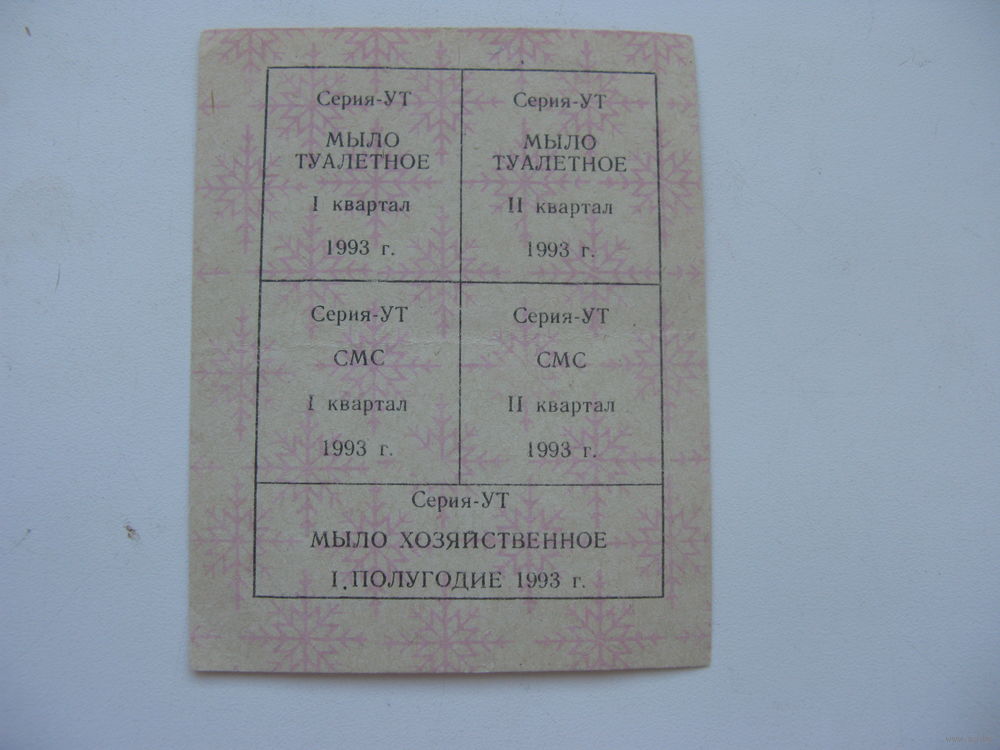 Серия-УТ
МЫЛО
ТУАЛЕТНОЕ
I квартал
1993 г.
Серия-УТ
МЫЛО
ТУАЛЕТНОЕ
II квартал
1993 г.
Серия-УТ
СМС
I квартал
1993 г.
Серия-УТ
СМС
II квартал
1993 г.
Серия-УТ
МЫЛО ХОЗЯЙСТВЕННОЕ
I.ПОЛУГОДИЕ 1993 г.